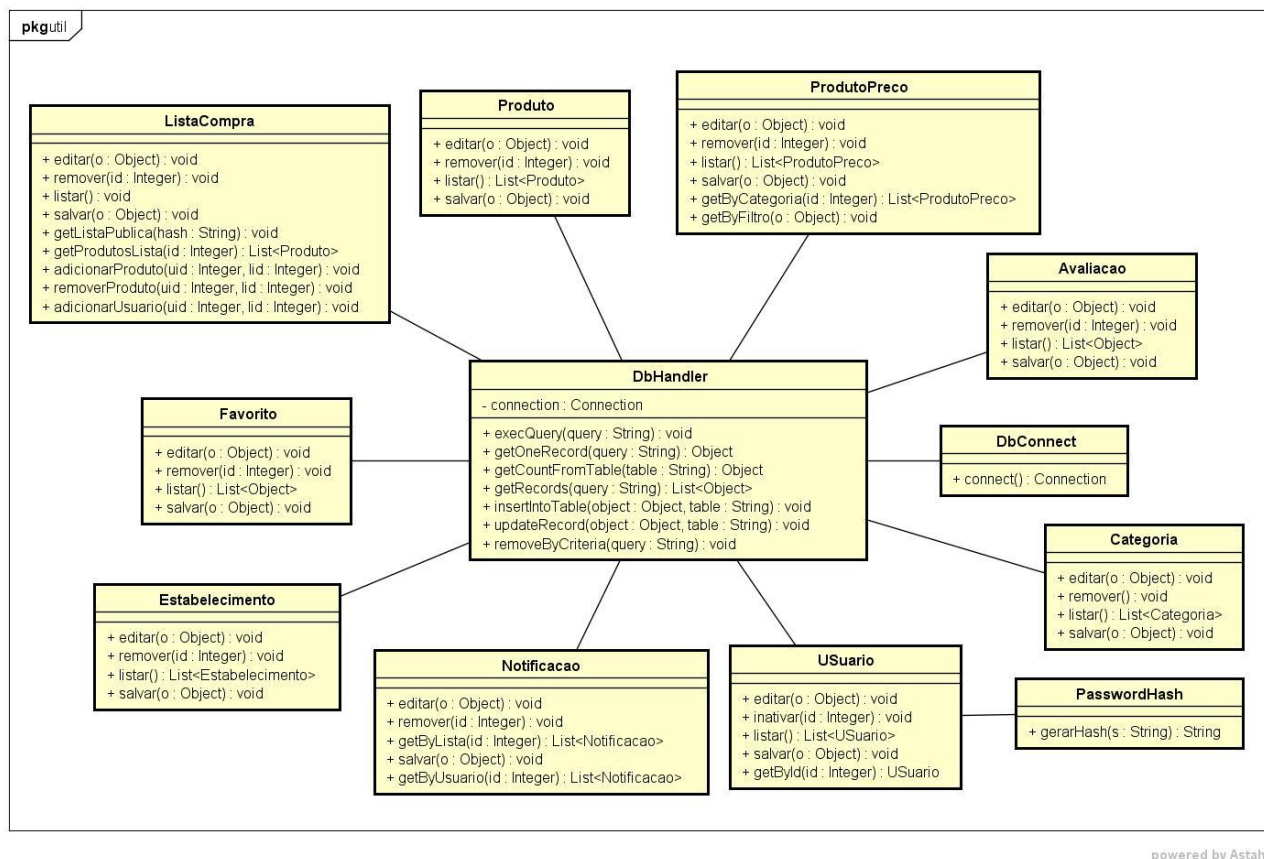 pkg util
ListaCompra
+ editar(o : Object) : void
+ remover(id : Integer) : void
+ listar() : void
+ salvar(o : Object) : void
+ getListaPublica(hash : String) : void
+ getProdutosLista(id : Integer) : List<Produto>
+ adicionarProduto(uid : Integer, lid : Integer) : void
+ removerProduto(uid : Integer, lid : Integer) : void
+ adicionarUsuario(uid : Integer, lid : Integer) : void
Produto
+ editar(o : Object) : void
+ remover(id : Integer) : void
+ listar() : List<Produto>
+ salvar(o : Object) : void
ProdutoPreco
+ editar(o : Object) : void
+ remover(id : Integer) : void
+ listar() : List<ProdutoPreco>
+ salvar(o : Object) : void
+ getByCategoria(id : Integer) : List<ProdutoPreco>
+ getByFiltro(o : Object) : void
Avaliacao
+ editar(o : Object) : void
+ remover(id : Integer) : void
+ listar() : List<Object>
+ salvar(o : Object) : void
DbHandler
- connection : Connection
+ execQuery(query : String) : void
+ getOneRecord(query : String) : Object
+ getCountFromTable(table : String) : Object
+ getRecords(query : String) : List<Object>
+ insertIntoTable(object : Object, table : String) : void
+ updateRecord(object : Object, table : String) : void
+ removeByCriteria(query : String) : void
Favorito
+ editar(o : Object) : void
+ remover(id : Integer) : void
+ listar() : List<Object>
+ salvar(o : Object) : void
DbConnect
+ connect() : Connection
Categoria
+ editar(o : Object) : void
+ remover() : void
+ listar() : List<Categoria>
+ salvar(o : Object) : void
Estabelecimento
+ editar(o : Object) : void
+ remover(id : Integer) : void
+ listar() : List<Estabelecimento>
+ salvar(o : Object) : void
Notificacao
+ editar(o : Object) : void
+ remover(id : Integer) : void
+ getByLista(id : Integer) : List<Notificacao>
+ salvar(o : Object) : void
+ getByUsuario(id : Integer) : List<Notificacao>
USuario
+ editar(o : Object) : void
+ inativar(id : Integer) : void
+ listar() : List<USuario>
+ salvar(o : Object) : void
+ getById(id : Integer) : USuario
PasswordHash
+ gerarHash(s : String) : String
powered by Astah